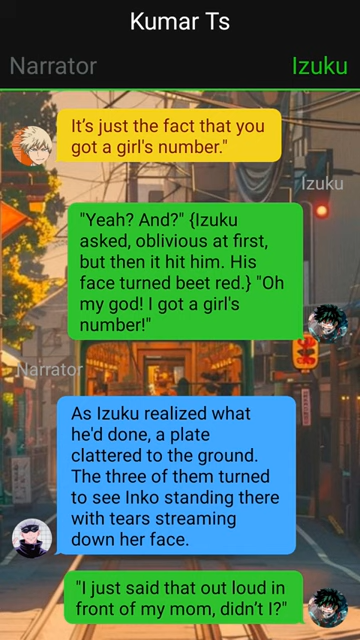 Kumar Ts
Narrator
Izuku
It's just the fact that you
got a girl's number."
Izuku
"Yeah? And?" {Izuku
asked, oblivious at first,
but then it hit him. His
face turned beet red.} "Oh
my god! I got a girl's
number!"
Narrator
As Izuku realized what
he'd done, a plate
clattered to the ground.
The three of them turned
to see Inko standing there
with tears streaming
down her face.
"I just said that out loud in
front of my mom, didn't I?"